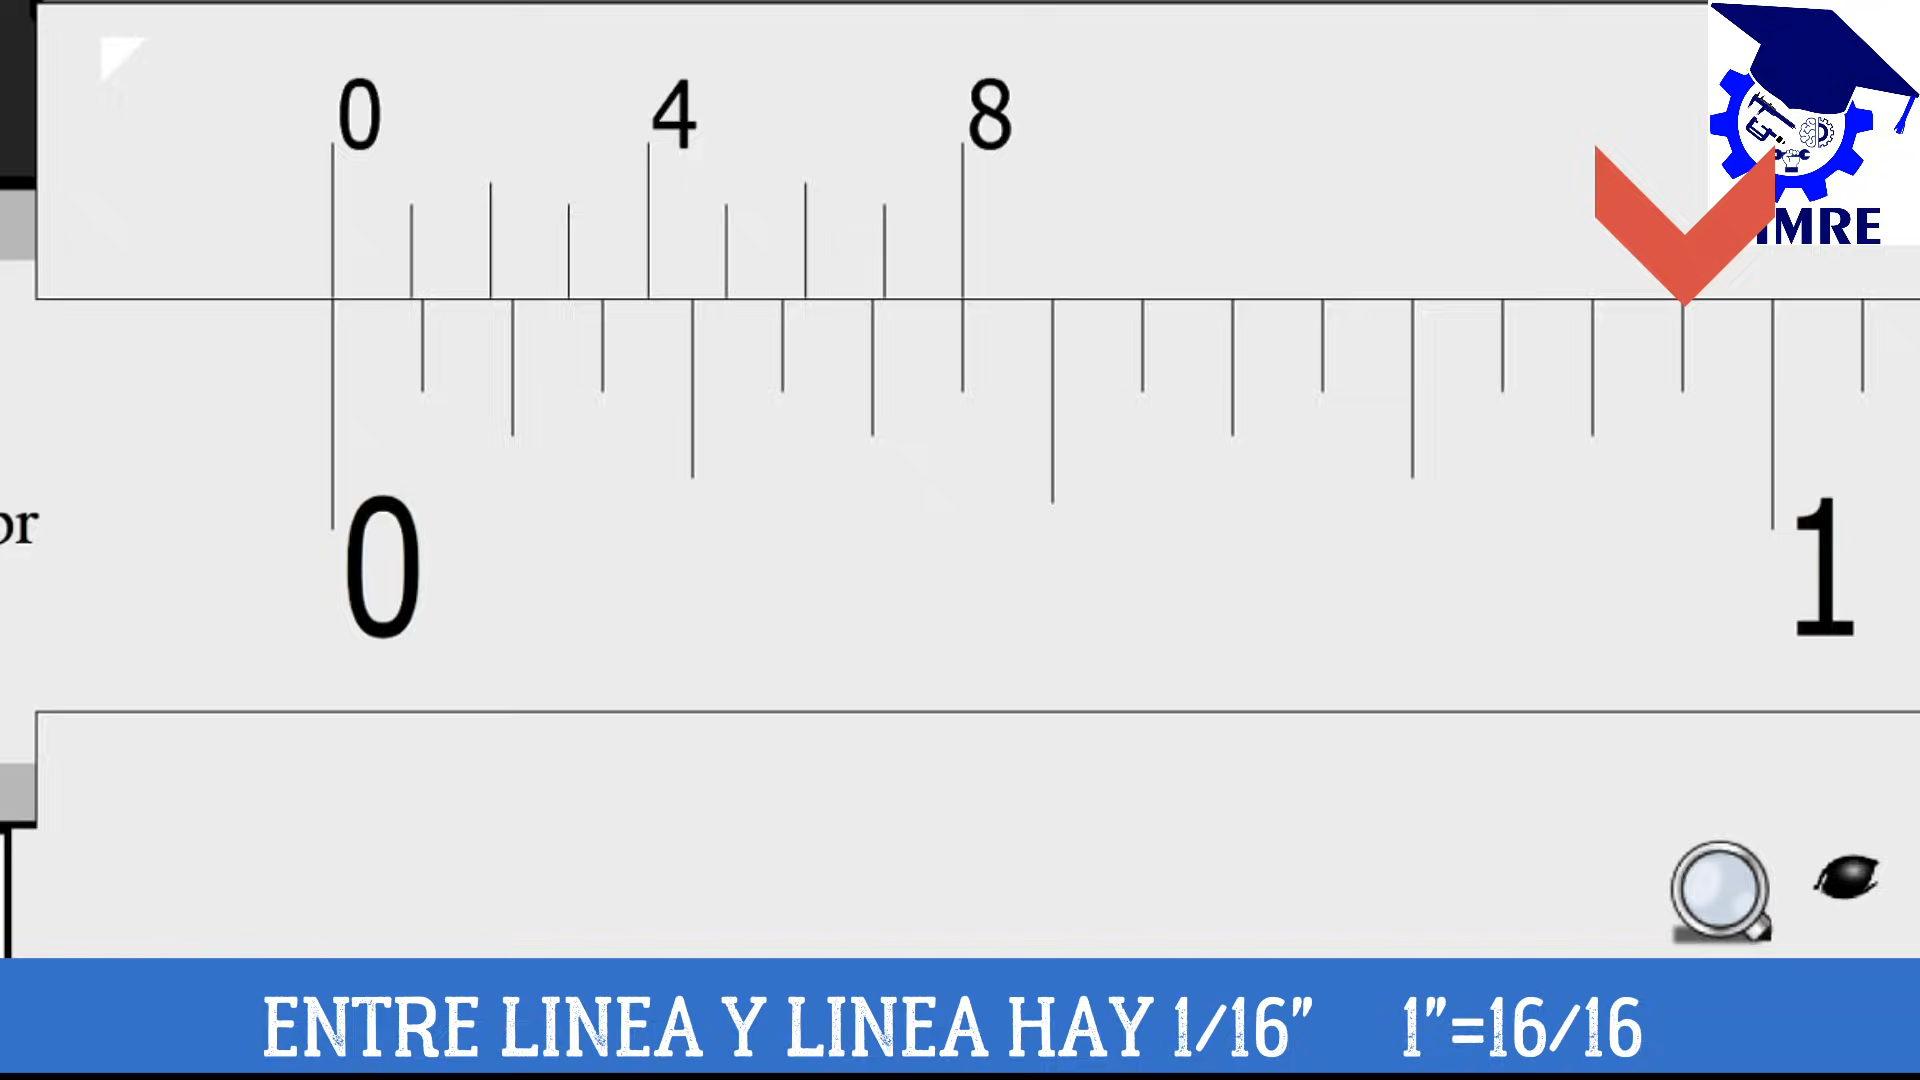 0 4 8
IMRE
or
0 1
ENTRE LINEA Y LINEA HAY 1/16" 1"=16/16